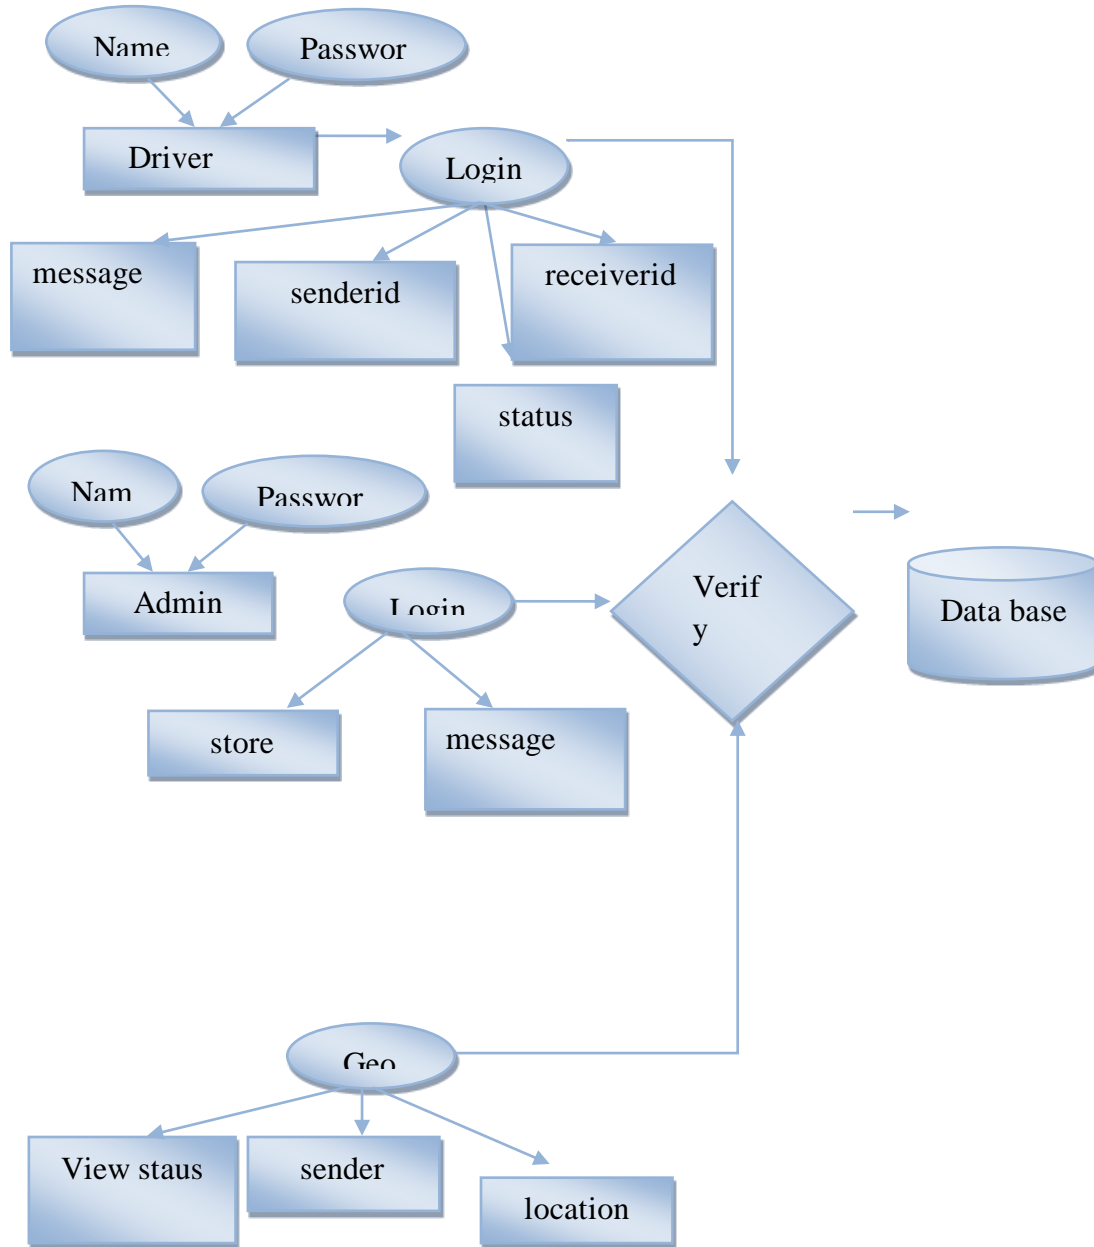 Name
Passwor
Driver
Login
message
senderid
receiverid
status
Nam
Passwor
Admin
Login
Verif
y
Data base
store
message
Geo
View staus
sender
location